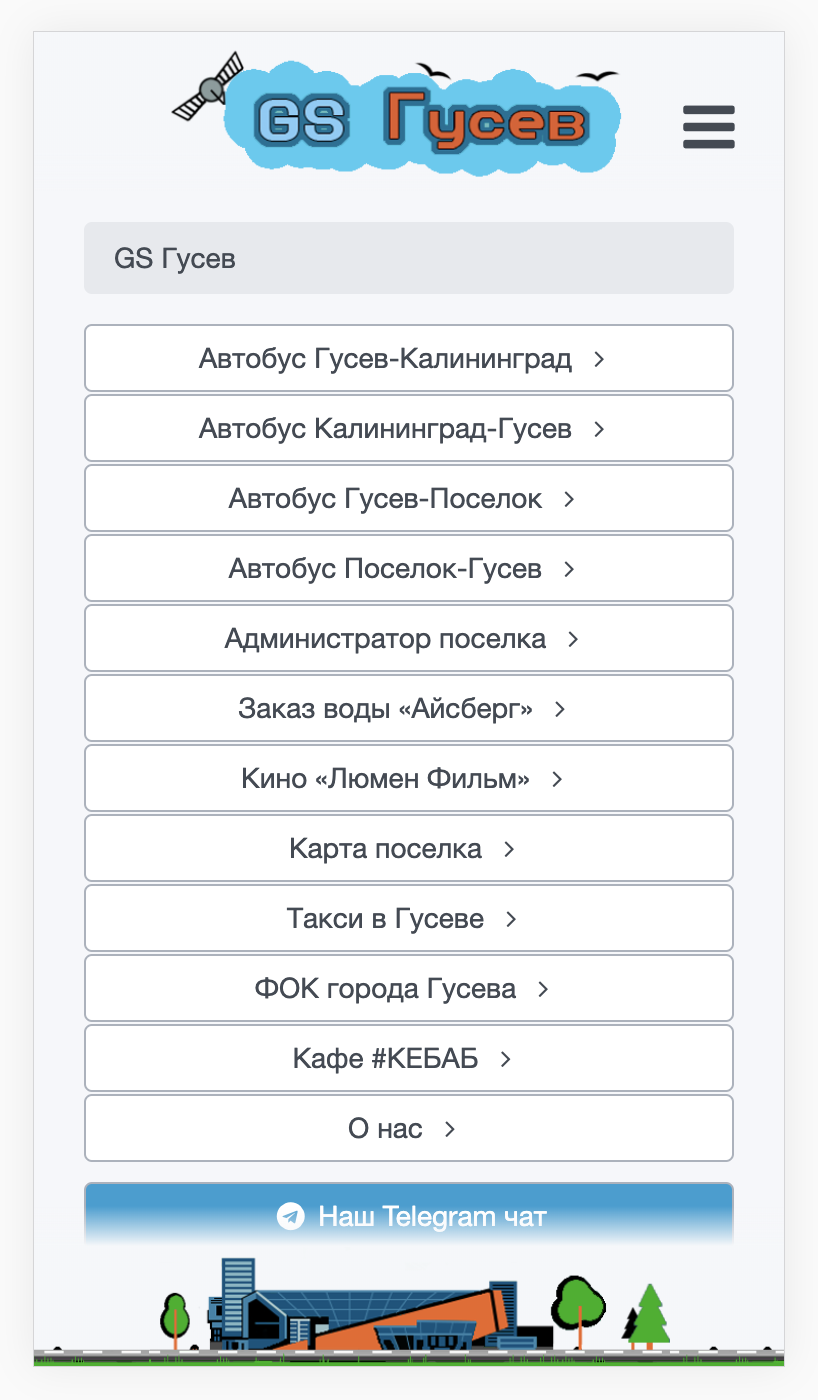 GS Гусев
GS Гусев
Автобус Гусев-Калининград
Автобус Калининград-Гусев
Автобус Гусев-Поселок
Автобус Поселок-Гусев
Администратор поселка
Заказ воды «Айсберг»
Кино «Люмен Фильм»
Карта поселка
Такси в Гусеве
ФОК города Гусева
Кафе #КЕБАБ
О нас
Наш Telegram чат